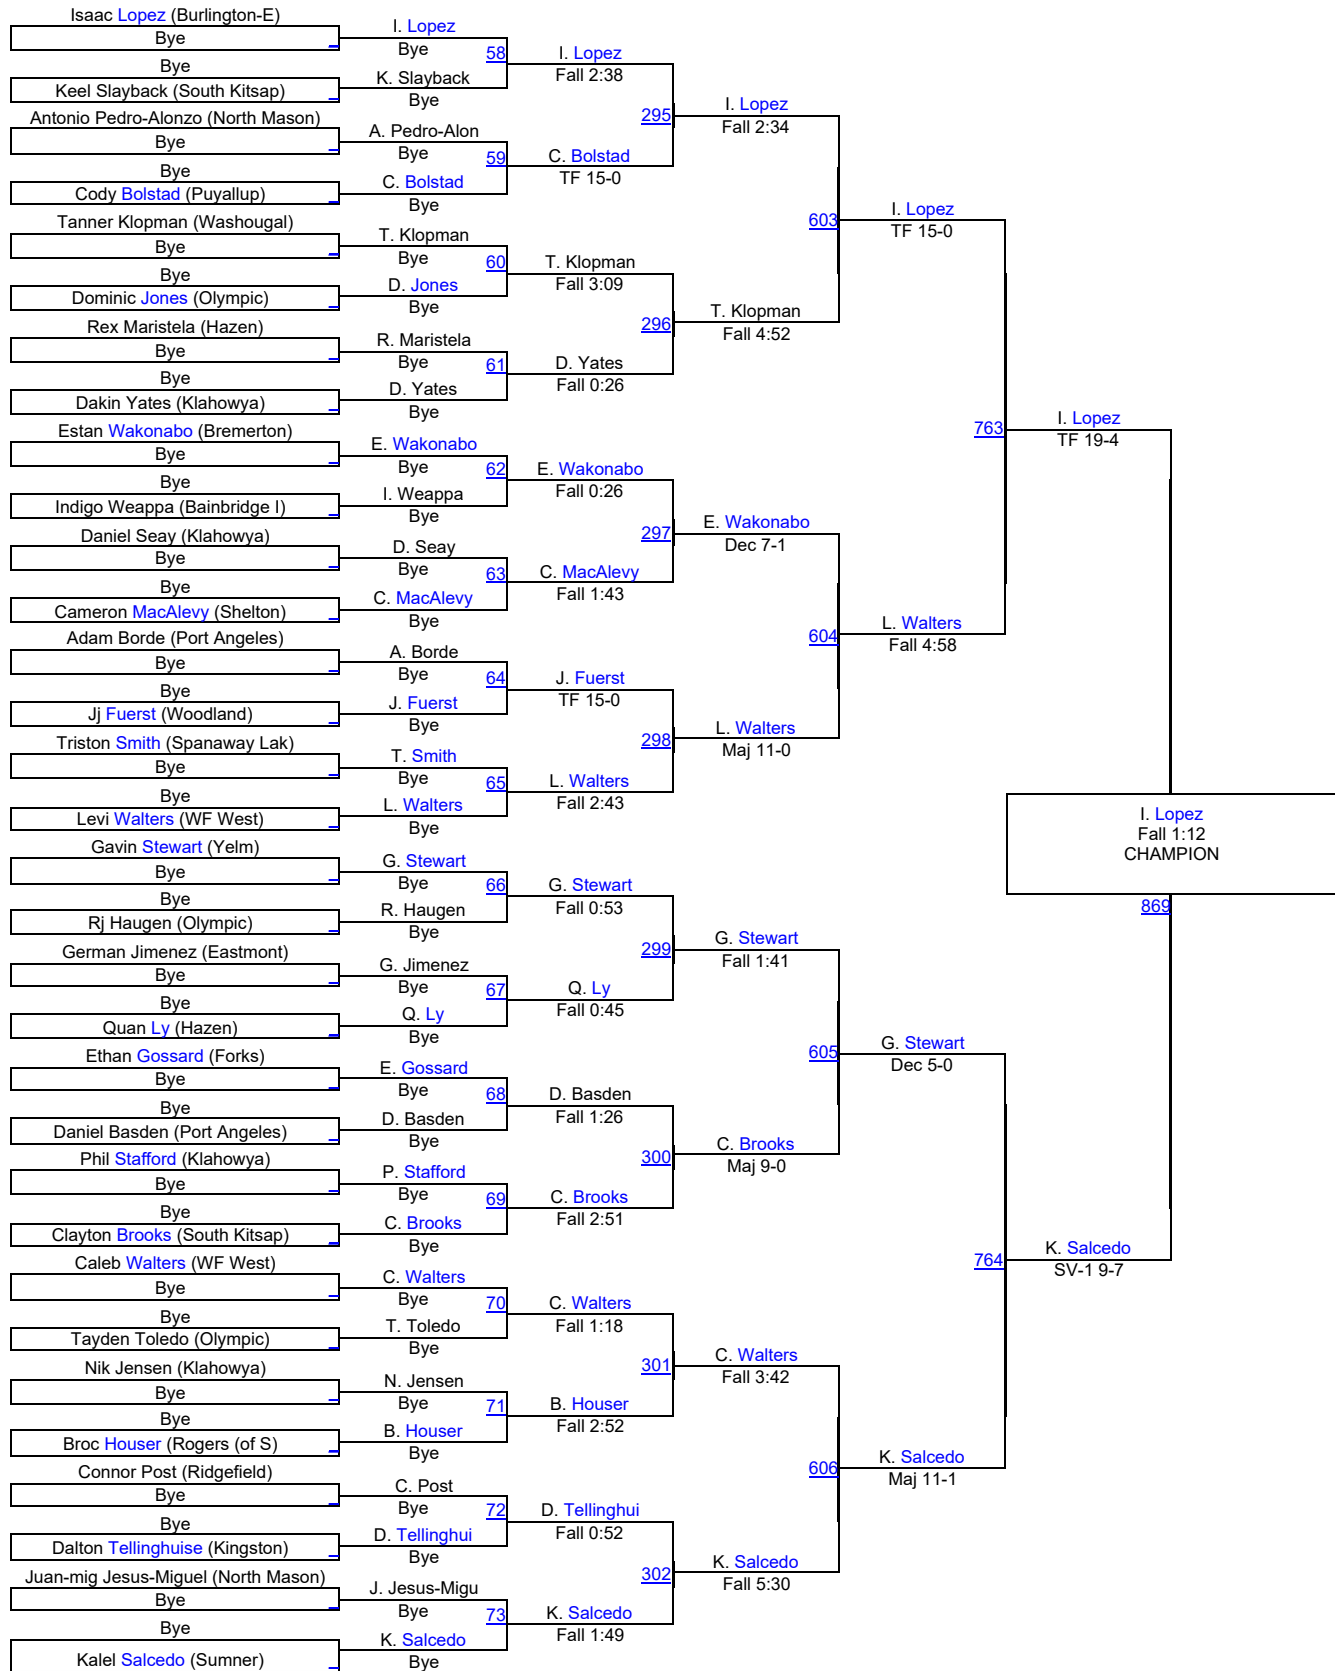 Isaac Lopez (Burlington-E)
Bye
Bye
Keel Slayback (South Kitsap)
Antonio Pedro-Alonzo (North Mason)
Bye
Bye
Cody Bolstad (Puyallup)
Tanner Klopman (Washougal)
Bye
Bye
Dominic Jones (Olympic)
Rex Maristela (Hazen)
Bye
Bye
Dakin Yates (Klahowya)
Estan Wakonabo (Bremerton)
Bye
Bye
Indigo Weappa (Bainbridge I)
Daniel Seay (Klahowya)
Bye
Bye
Cameron MacAlevy (Shelton)
Adam Borde (Port Angeles)
Bye
Bye
Jj Fuerst (Woodland)
Triston Smith (Spanaway Lak)
Bye
Bye
Levi Walters (WF West)
Gavin Stewart (Yelm)
Bye
Bye
Rj Haugen (Olympic)
German Jimenez (Eastmont)
Bye
Bye
Quan Ly (Hazen)
Ethan Gossard (Forks)
Bye
Bye
Daniel Basden (Port Angeles)
Phil Stafford (Klahowya)
Bye
Bye
Clayton Brooks (South Kitsap)
Caleb Walters (WF West)
Bye
Bye
Tayden Toledo (Olympic)
Nik Jensen (Klahowya)
Bye
Bye
Broc Houser (Rogers (of S)
Connor Post (Ridgefield)
Bye
Bye
Dalton Tellinghuise (Kingston)
Juan-mig Jesus-Miguel (North Mason)
Bye
Bye
Kalel Salcedo (Sumner)
I. Lopez
Bye
58
K. Slayback
Bye
A. Pedro-Alon
Bye
59
C. Bolstad
Bye
T. Klopman
Bye
60
D. Jones
Bye
R. Maristela
Bye
61
D. Yates
Bye
E. Wakonabo
Bye
62
I. Weappa
Bye
D. Seay
Bye
63
C. MacAlevy
Bye
A. Borde
Bye
64
J. Fuerst
Bye
T. Smith
Bye
65
L. Walters
Bye
G. Stewart
Bye
66
R. Haugen
Bye
G. Jimenez
Bye
67
Q. Ly
Bye
E. Gossard
Bye
68
D. Basden
Bye
P. Stafford
Bye
69
C. Brooks
Bye
C. Walters
Bye
70
T. Toledo
Bye
N. Jensen
Bye
71
B. Houser
Bye
C. Post
Bye
72
D. Tellinghui
Bye
J. Jesus-Migu
Bye
73
K. Salcedo
Bye
I. Lopez
Fall 2:38
295
C. Bolstad
TF 15-0
T. Klopman
Fall 3:09
296
D. Yates
Fall 0:26
E. Wakonabo
Fall 0:26
297
C. MacAlevy
Fall 1:43
J. Fuerst
TF 15-0
298
L. Walters
Fall 2:43
G. Stewart
Fall 0:53
299
Q. Ly
Fall 0:45
D. Basden
Fall 1:26
300
C. Brooks
Fall 2:51
C. Walters
Fall 1:18
301
B. Houser
Fall 2:52
D. Tellinghui
Fall 0:52
302
K. Salcedo
Fall 1:49
I. Lopez
Fall 2:34
603
T. Klopman
Fall 4:52
E. Wakonabo
Dec 7-1
604
L. Walters
Maj 11-0
G. Stewart
Fall 1:41
605
C. Brooks
Maj 9-0
C. Walters
Fall 3:42
606
K. Salcedo
Fall 5:30
I. Lopez
TF 15-0
763
L. Walters
Fall 4:58
G. Stewart
Dec 5-0
764
K. Salcedo
Maj 11-1
I. Lopez
TF 19-4
K. Salcedo
SV-1 9-7
I. Lopez
Fall 1:12
CHAMPION
869